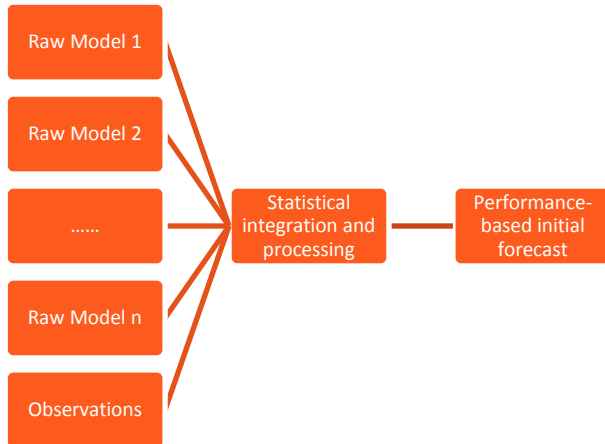 Raw Model 1
Raw Model 2
......
Raw Model n
Observations
Statistical
integration and
processing
Performance-
based initial
forecast